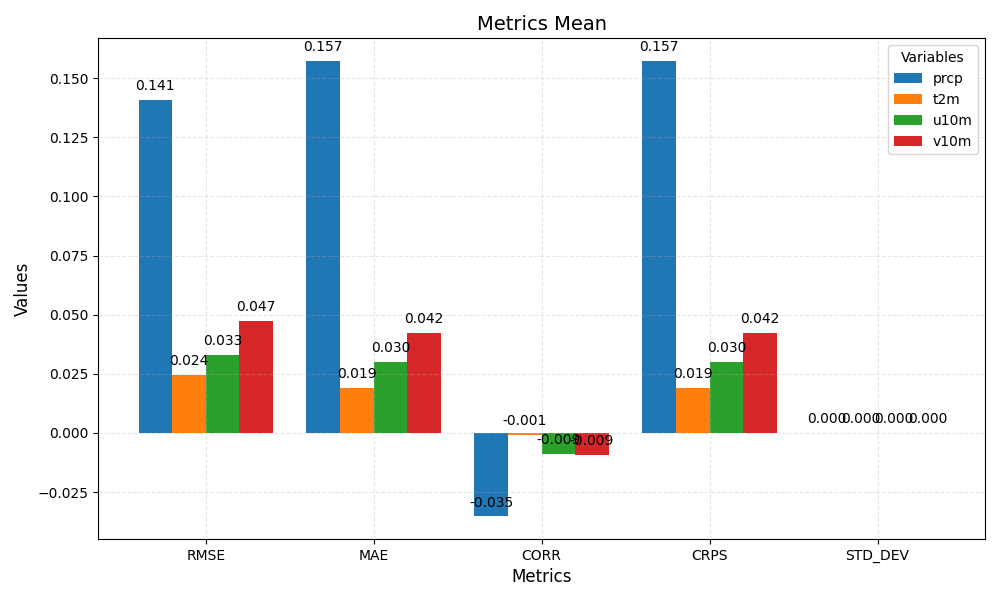 Metrics Mean
Values
0.150
0.125
0.100
0.075
0.050
0.025
0.000
−0.025
0.141
0.024
0.033
0.047
0.157
0.019
0.030
0.042
-0.035
-0.001
-0.009
-0.009
0.157
0.019
0.030
0.042
0.000
0.000
0.000
0.000
Variables
prcp
t2m
u10m
v10m
RMSE
MAE
CORR
CRPS
STD_DEV
Metrics